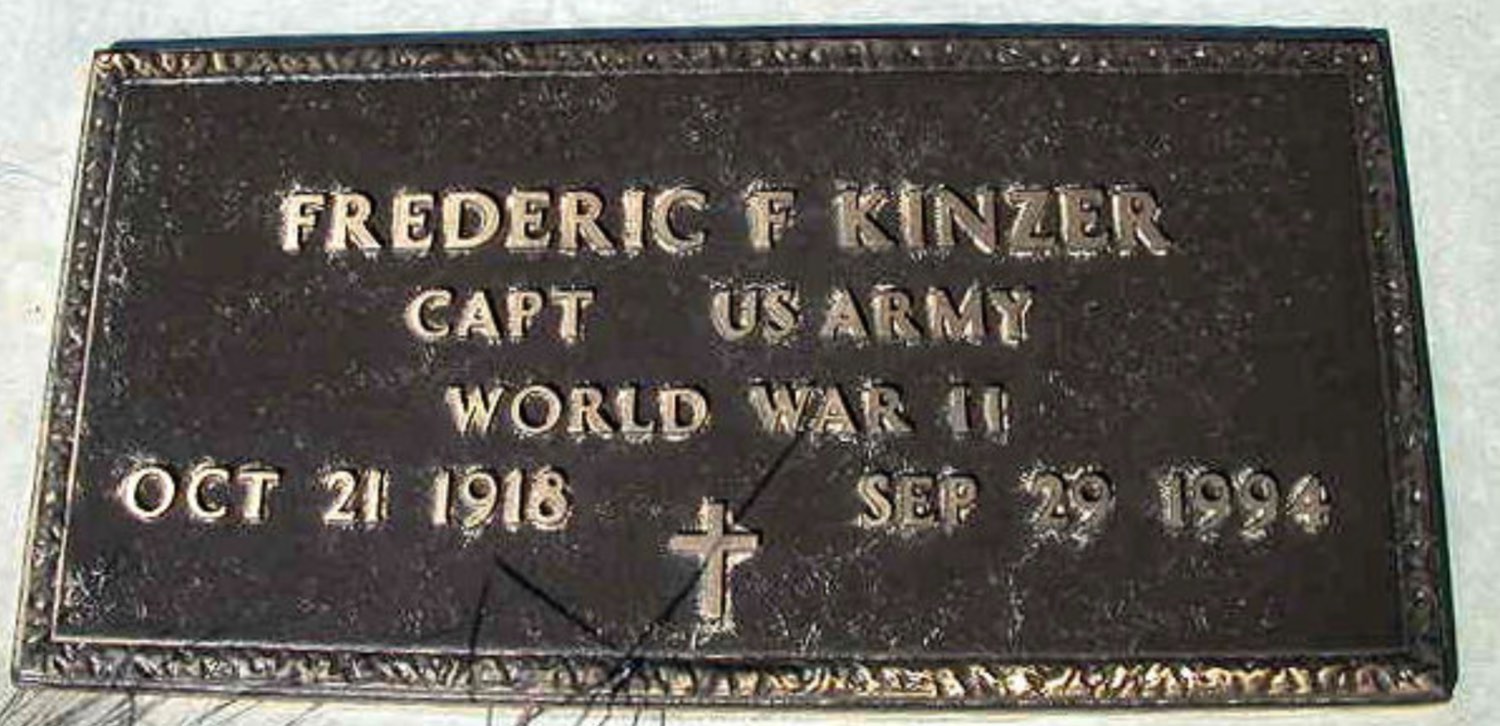 FREDERIC F KINZER
CAPT US ARMY
WORLD WAR II
OCT 21 1918 SEP 29 1994